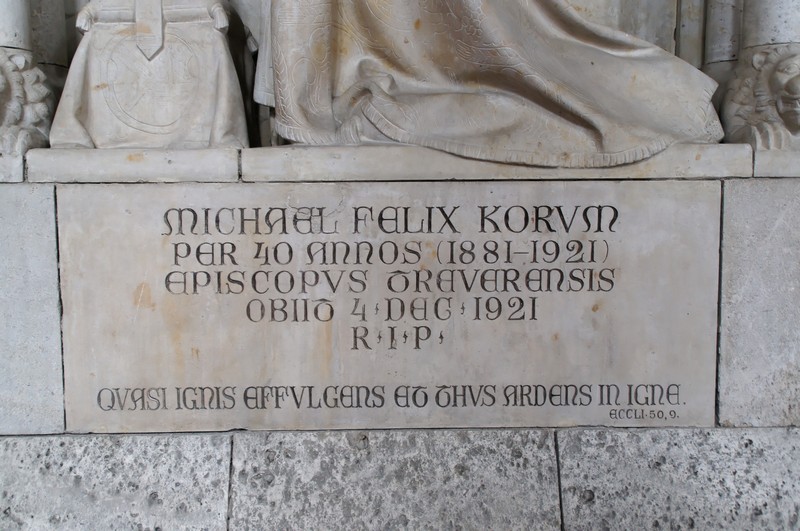 MICHAEL FELIX KORVM
PER 40 ANNOS (1881-1921)
EPISCOPVS TREVERENSIS
OBIIT 4 · DEC · 1921
R · I · P ·
QVASI IGNIS EFFVLGENS ET THVS ARDENS IN IGNE.
ECCLI · 50,9.